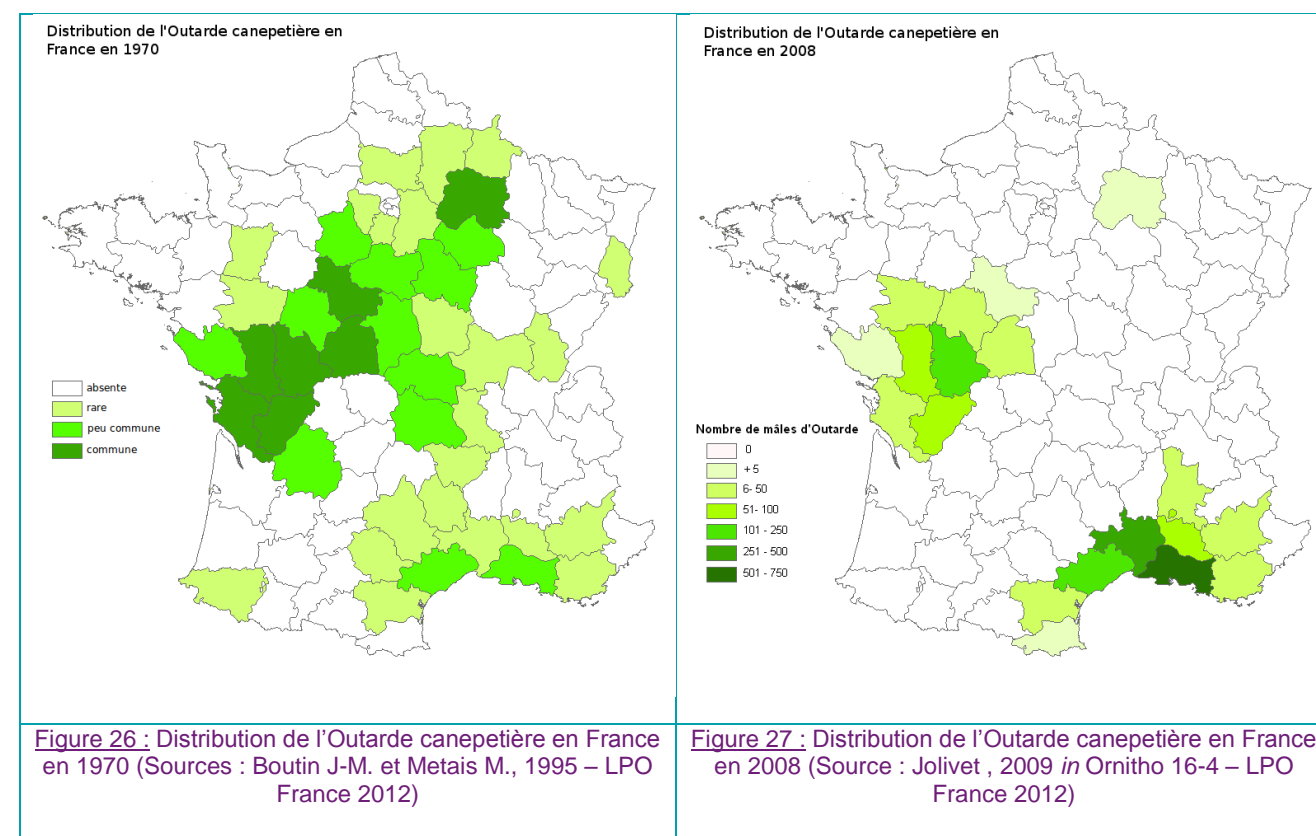 Distribution de l'Outarde canepetière en
France en 1970
absente
rare
peu commune
commune
Figure 26 : Distribution de l'Outarde canepetière en France
en 1970 (Sources : Boutin J-M. et Metais M., 1995 – LPO
France 2012)
Distribution de l'Outarde canepetière en
France en 2008
Nombre de mâles d'Outarde
0
+ 5
6- 50
51- 100
101 - 250
251 - 500
501 - 750
Figure 27 : Distribution de l'Outarde canepetière en France
en 2008 (Source : Jolivet , 2009 in Ornitho 16-4 – LPO
France 2012)